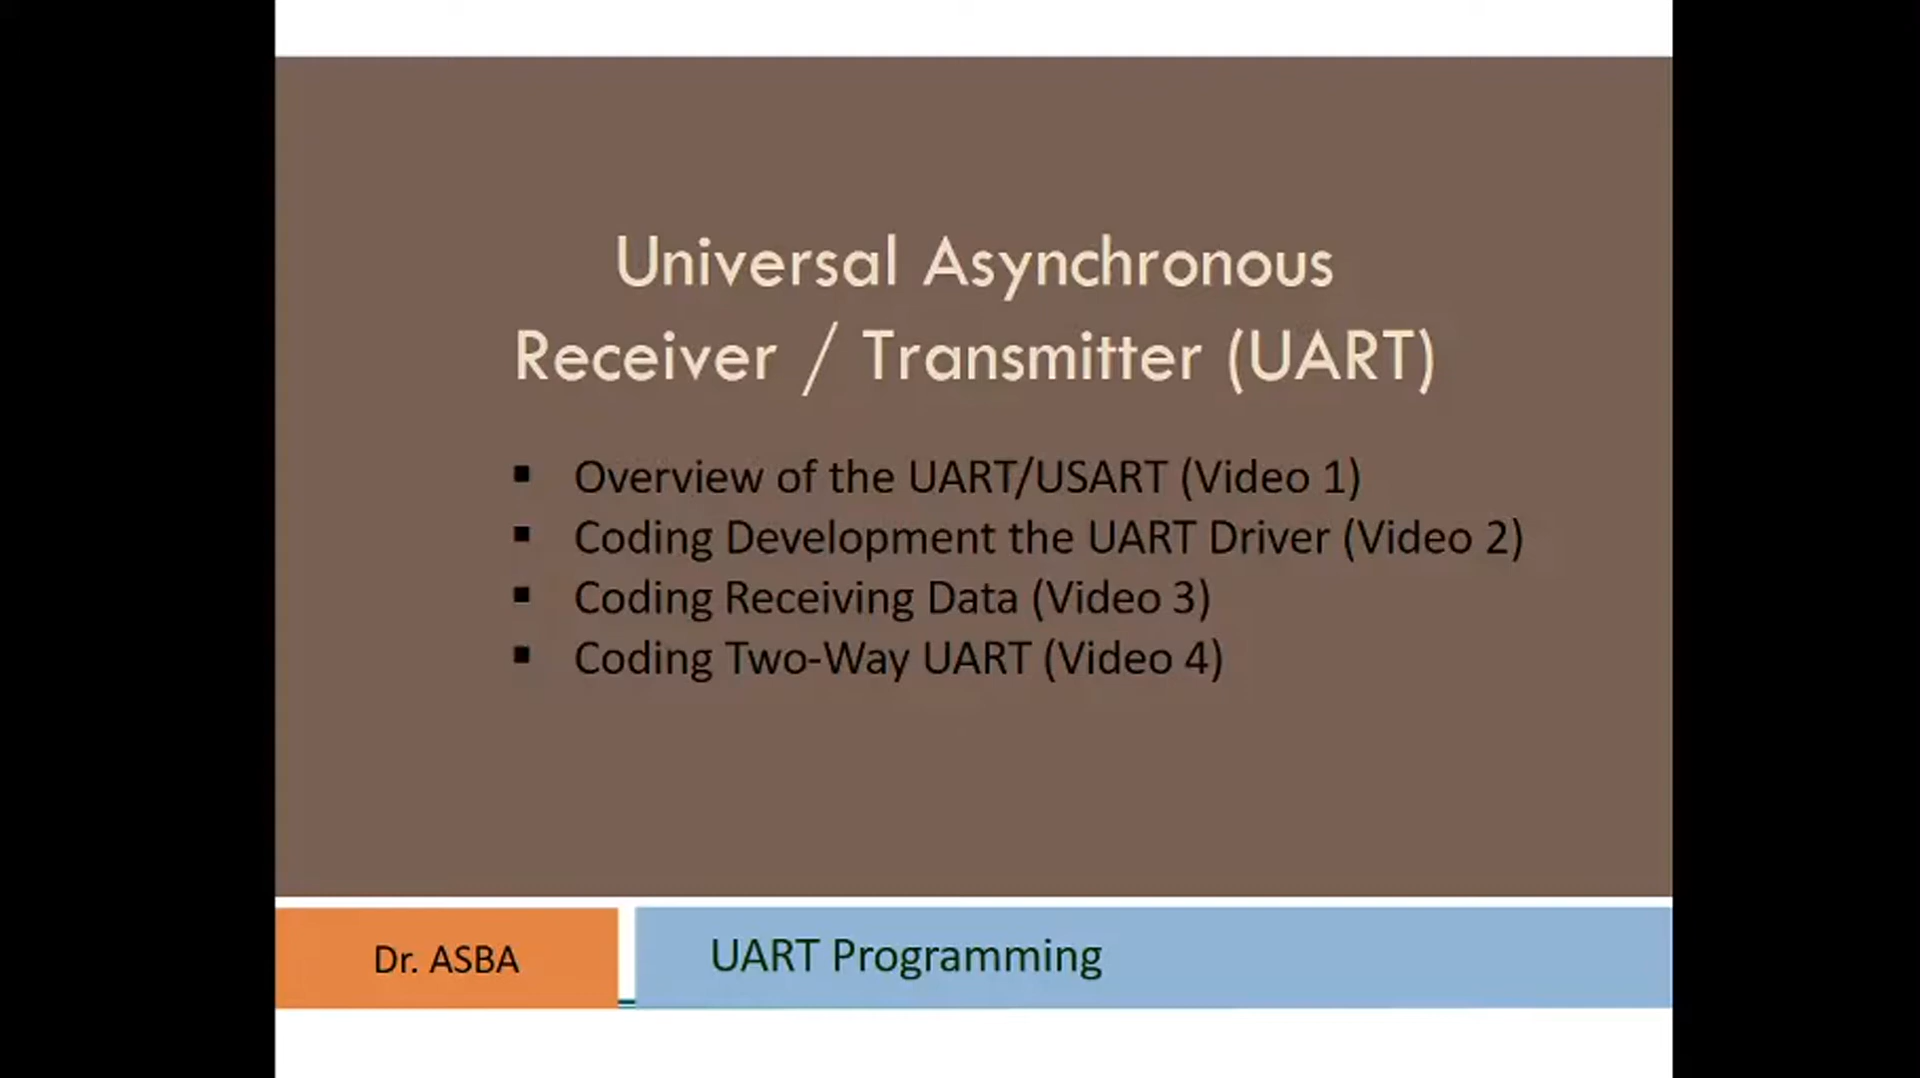 Universal Asynchronous
Receiver / Transmitter (UART)
▪ Overview of the UART/USART (Video 1)
▪ Coding Development the UART Driver (Video 2)
▪ Coding Receiving Data (Video 3)
▪ Coding Two-Way UART (Video 4)
Dr. ASBA
UART Programming